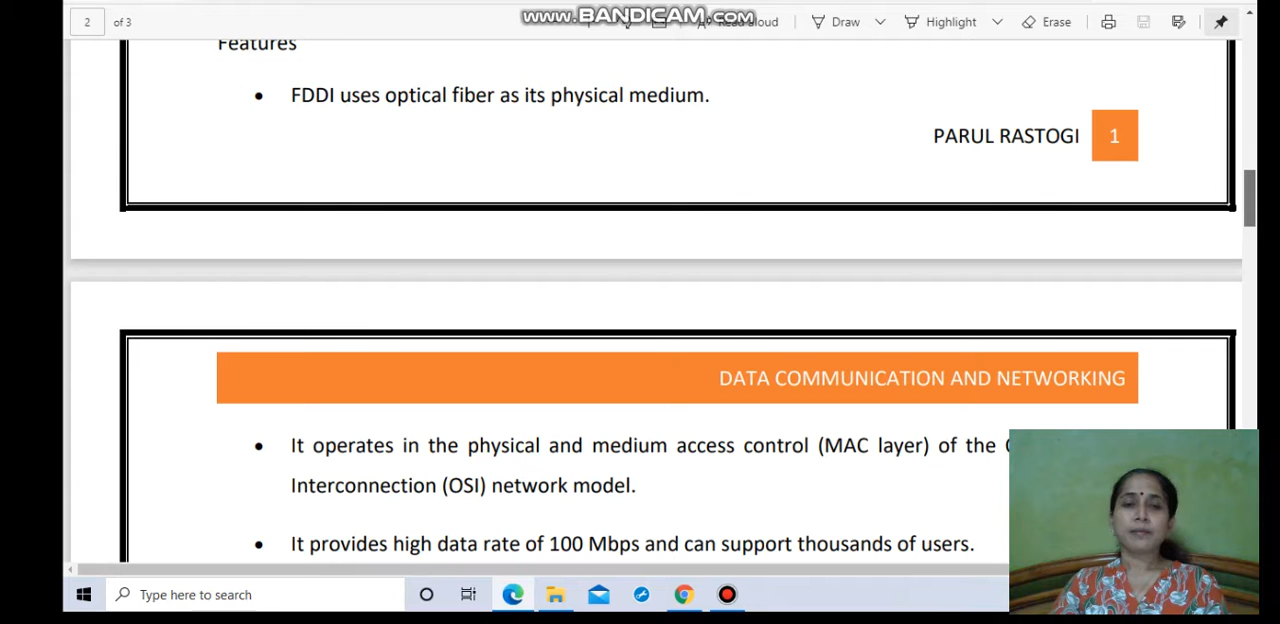 2 of 3
www.BANDICAM.com
aloud
Draw
Highlight
Erase
Features
• FDDI uses optical fiber as its physical medium.
PARUL RASTOGI 1
DATA COMMUNICATION AND NETWORKING
• It operates in the physical and medium access control (MAC layer) of the
Interconnection (OSI) network model.
• It provides high data rate of 100 Mbps and can support thousands of users.
Type here to search